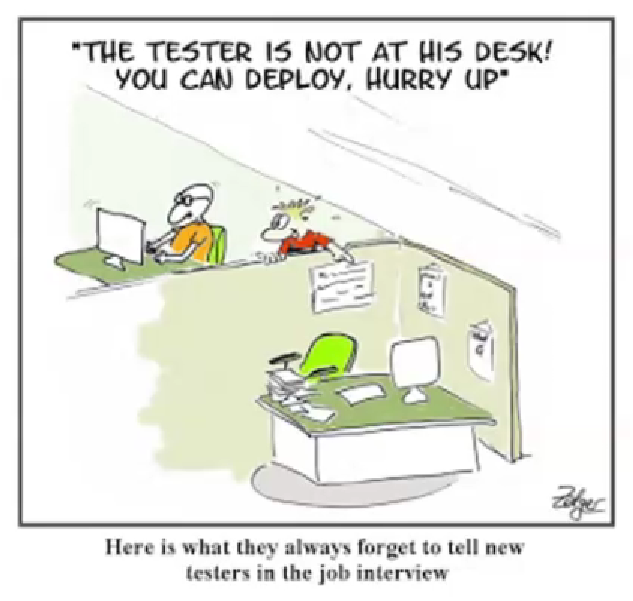 "THE TESTER IS NOT AT HIS DESK!
YOU CAN DEPLOY, HURRY UP"
Here is what they always forget to tell new
testers in the job interview